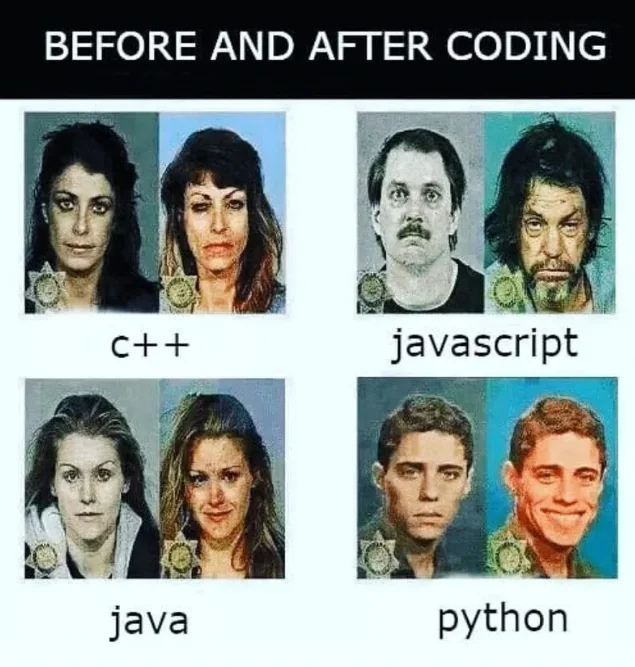 BEFORE AND AFTER CODING
c++
javascript
java
python